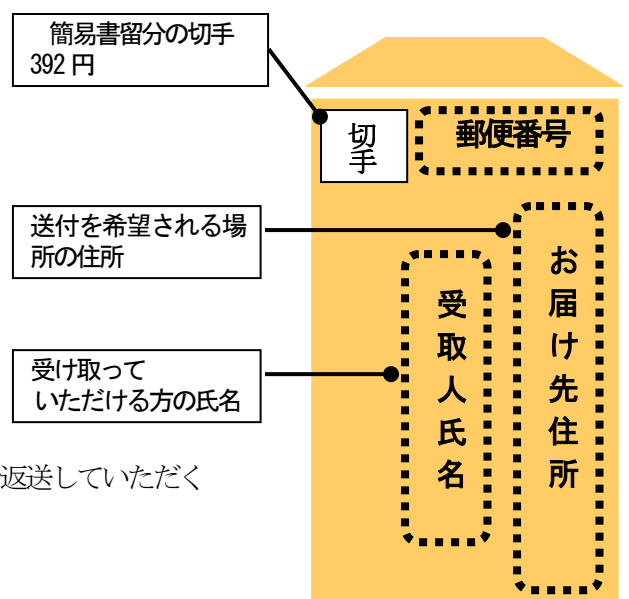 簡易書留分の切手
392 円
切手
郵便番号
送付を希望される場
所の住所
お届け先住所
受取人氏名
受け取って
いただける方の氏名
返送していただく